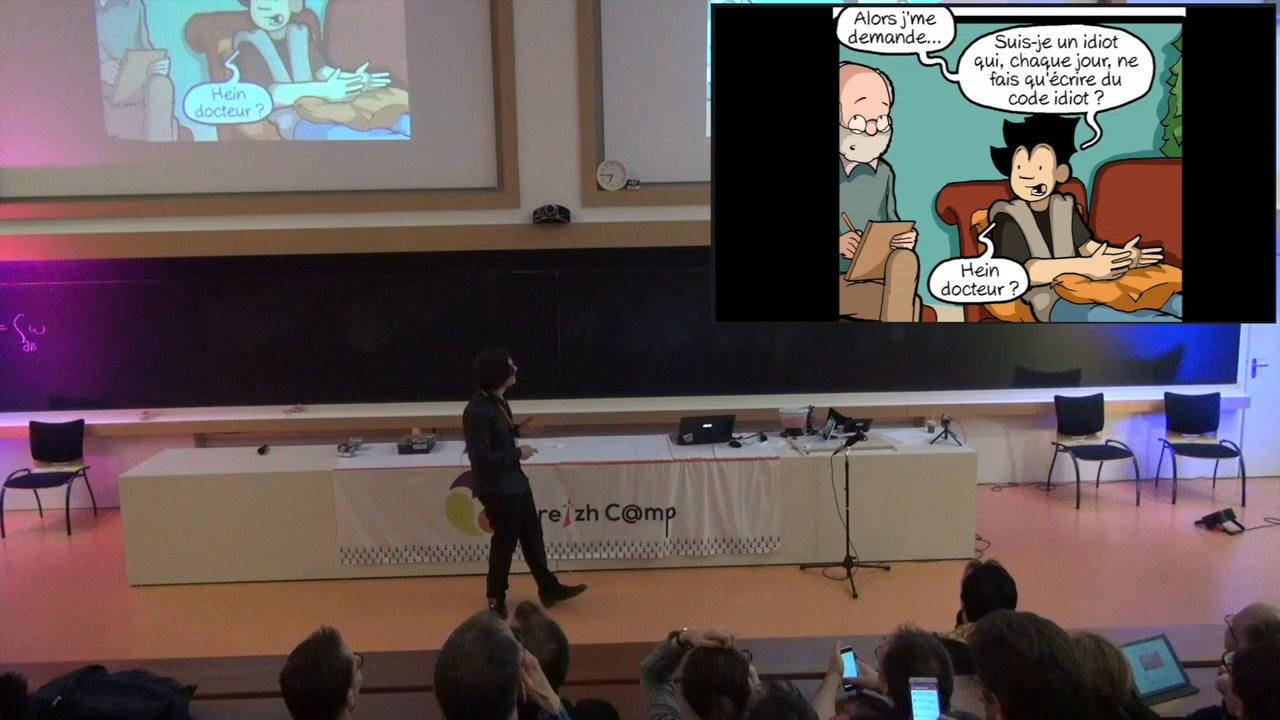 Alors j'me
demande...
Suis-je un idiot
qui, chaque jour, ne
fais qu'écrire du
code idiot ?
Hein
docteur ?
Hein
docteur ?
reizh C@mp